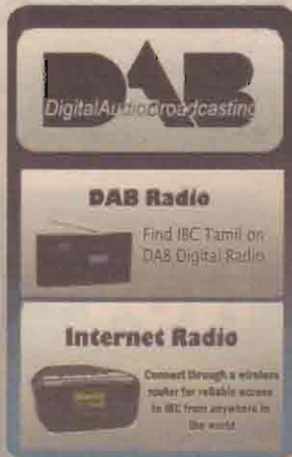 DAB
DigitalAudioBroadcasting
DAB Radio
Find IBC Tamil on
DAB Digital Radio
Internet Radio
Connect through a wireless
router for reliable access
to IBC from anywhere in
the world